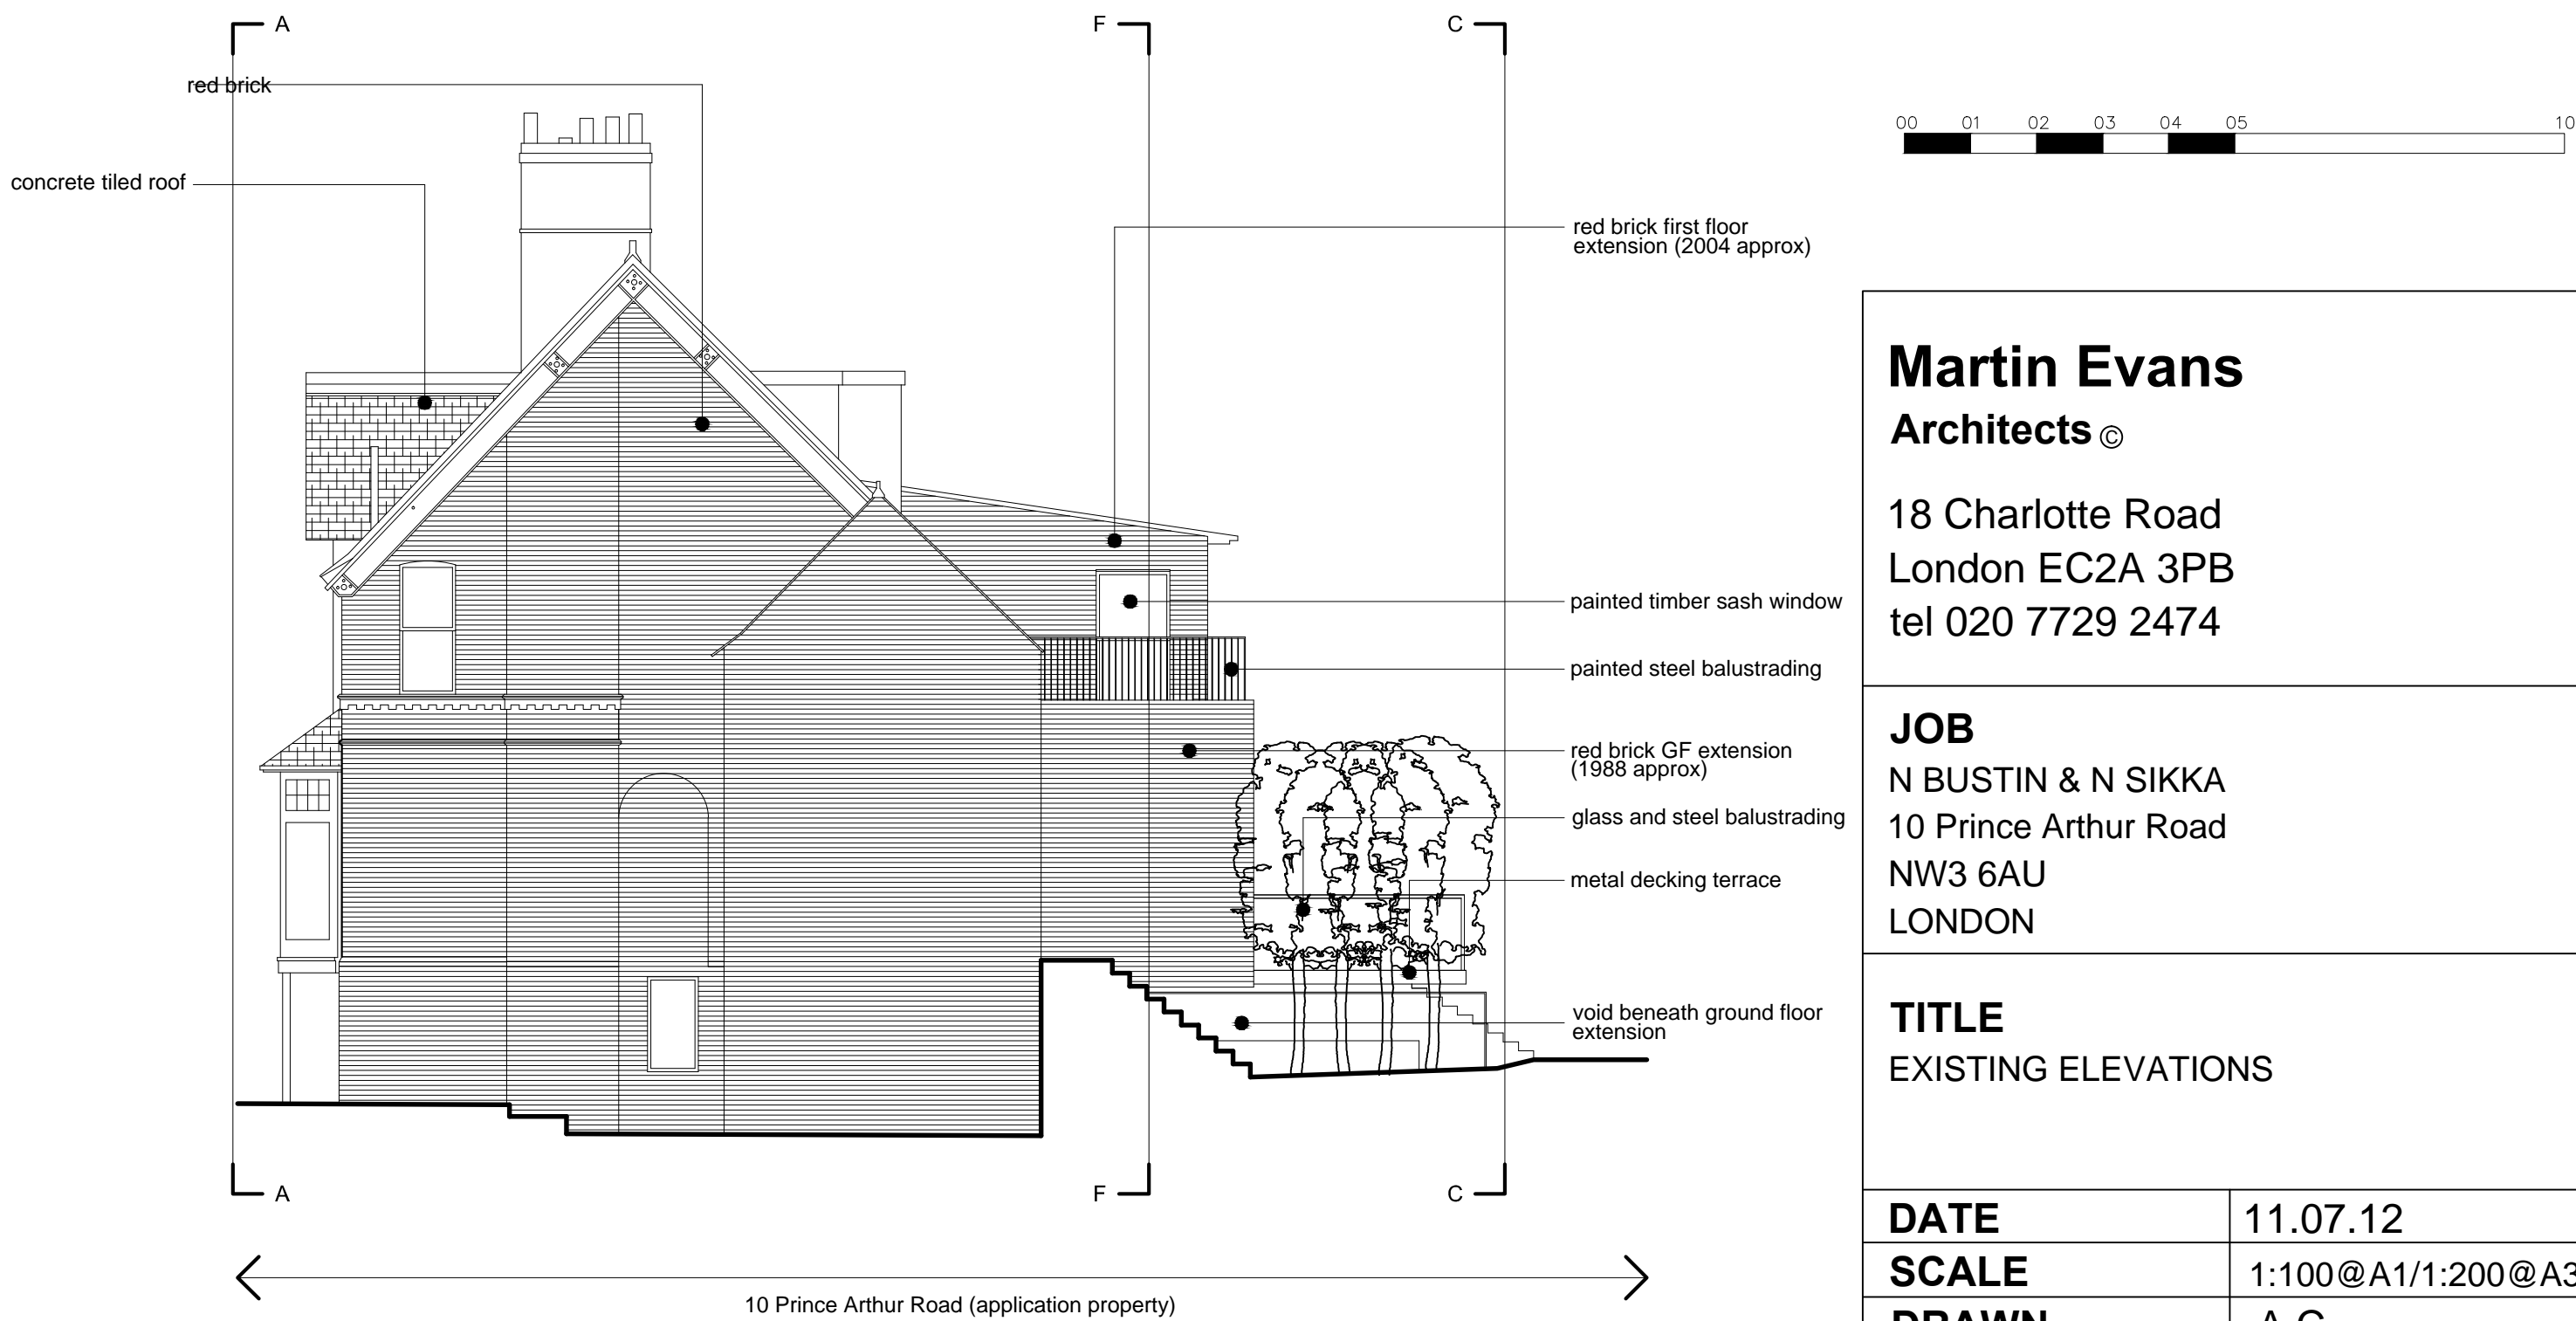 A
F
C
red brick
00 01 02 03 04 05 10
concrete tiled roof
red brick first floor
extension (2004 approx)
painted timber sash window
painted steel balustrading
red brick GF extension
(1988 approx)
glass and steel balustrading
metal decking terrace
void beneath ground floor
extension
A
F
C
10 Prince Arthur Road (application property)
Martin Evans
Architects ©
18 Charlotte Road
London EC2A 3PB
tel 020 7729 2474
JOB
N BUSTIN & N SIKKA
10 Prince Arthur Road
NW3 6AU
LONDON
TITLE
EXISTING ELEVATIONS
DATE 11.07.12
SCALE 1:100@A1/1:200@A3
DRAWN